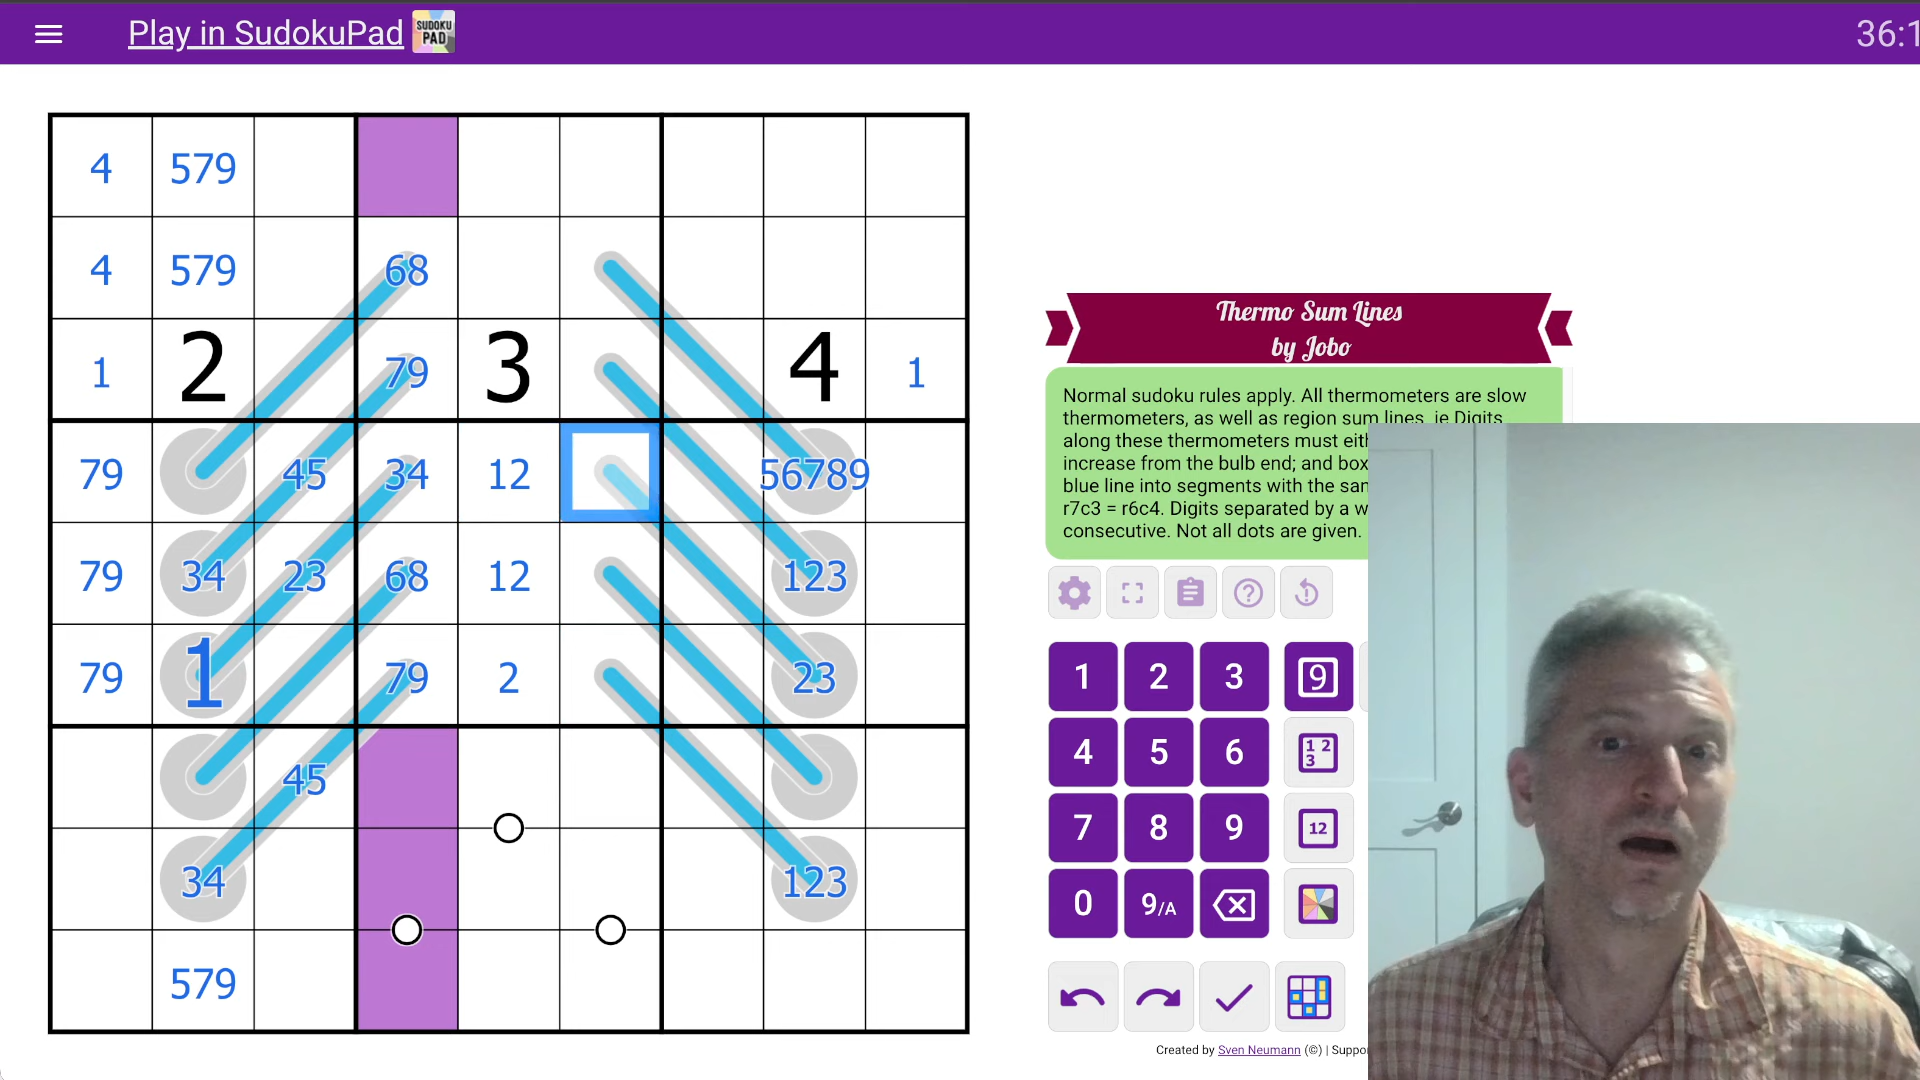 Play in SudokuPad
SUDOKU PAD
36:1
4 579
4 579 68
1 2 79 3 4 1
79 45 34 12 56789
79 34 23 68 12 123
79 1 79 2 23
45
34 123
579
Thermo Sum Lines
by Jobo
Normal sudoku rules apply. All thermometers are slow
thermometers, as well as region sum lines, ie Digits
along these thermometers must eit
increase from the bulb end; and box
blue line into segments with the sar
r7c3 = r6c4. Digits separated by a w
consecutive. Not all dots are given.
1 2 3 9
4 5 6 1 2 3
7 8 9 12
0 9/A
Created by Sven Neumann (©) | Suppo